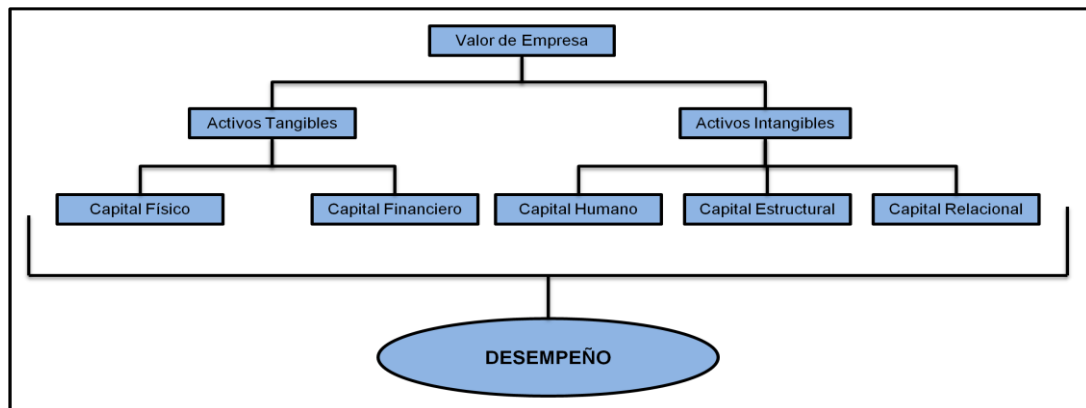 Valor de Empresa
Activos Tangibles
Activos Intangibles
Capital Físico
Capital Financiero
Capital Humano
Capital Estructural
Capital Relacional
DESEMPEÑO